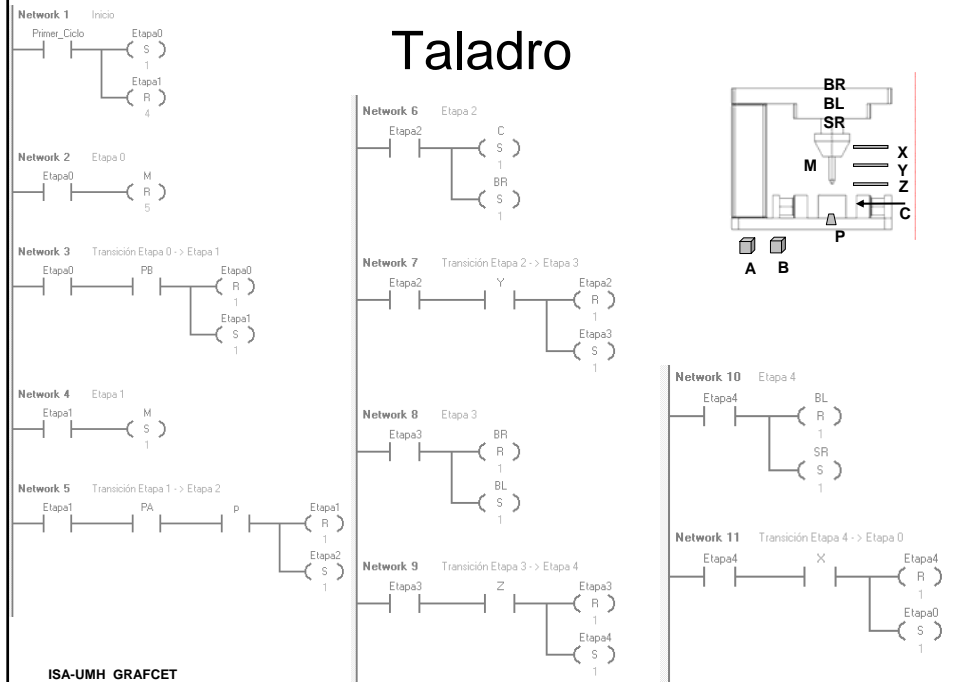 Taladro
Network 1 Inicio
Primer_Ciclo Etapa0
S
1
Etapa1
R
4
Network 2 Etapa 0
Etapa0 M
R
5
Network 3 Transición Etapa 0 - > Etapa 1
Etapa0 PB Etapa0
R
1
Etapa1
S
1
Network 4 Etapa 1
Etapa1 M
S
1
Network 5 Transición Etapa 1 - > Etapa 2
Etapa1 PA p Etapa1
R
1
Etapa2
S
1
Network 6 Etapa 2
Etapa2 C
S
1
BR
S
1
Network 7 Transición Etapa 2 - > Etapa 3
Etapa2 Y Etapa2
R
1
Etapa3
S
1
Network 8 Etapa 3
Etapa3 BR
R
1
BL
S
1
Network 9 Transición Etapa 3 - > Etapa 4
Etapa3 Z Etapa3
R
1
Etapa4
S
1
BR
BL
SR
M
X
Y
Z
C
P
A B
Network 10 Etapa 4
Etapa4 BL
R
1
SR
S
1
Network 11 Transición Etapa 4 - > Etapa 0
Etapa4 X Etapa4
R
1
Etapa0
S
1
ISA-UMH GRAFCET